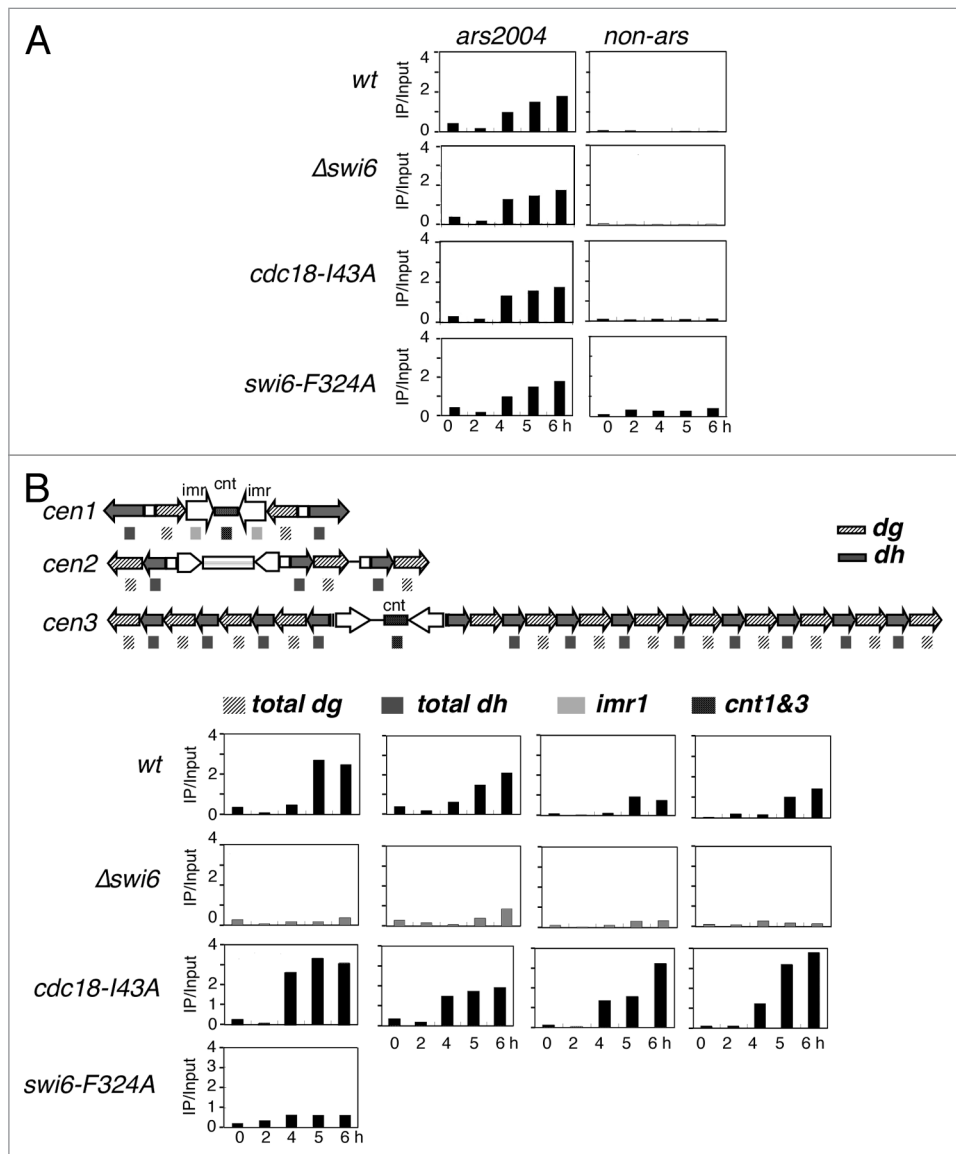 A
ars2004 non-ars
wt
IP/Input
4
2
0
Δswi6
IP/Input
4
2
0
cdc18-I43A
IP/Input
4
2
0
swi6-F324A
IP/Input
4
2
0
0 2 4 5 6 h 0 2 4 5 6 h
B
imr cnt imr
cen1
dg
dh
cen2
cnt
cen3
total dg total dh imr1 cnt1&3
wt
IP/Input
4
2
0
Δswi6
IP/Input
4
2
0
cdc18-I43A
IP/Input
4
3
2
1
0
0 2 4 5 6 h 0 2 4 5 6 h 0 2 4 5 6 h
swi6-F324A
IP/Input
4
3
2
1
0
0 2 4 5 6 h